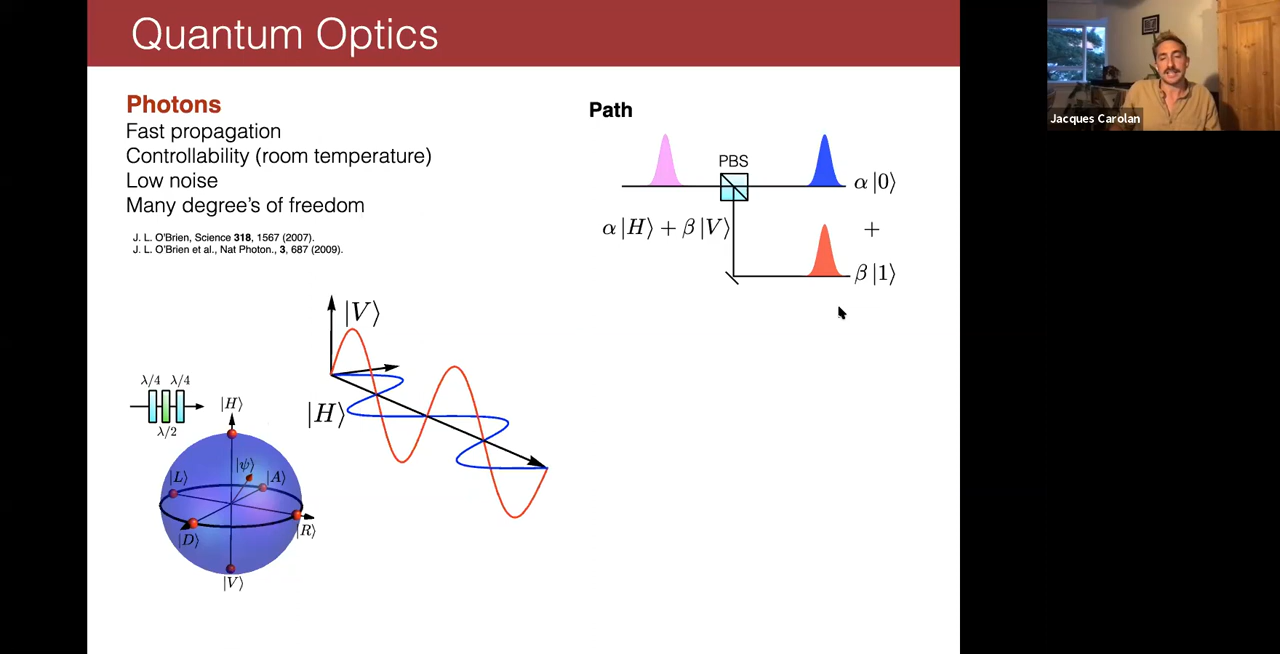 Quantum Optics
Photons
Fast propagation
Controllability (room temperature)
Low noise
Many degree's of freedom
J. L. O'Brien, Science 318, 1567 (2007).
J. L. O'Brien et al., Nat Photon., 3, 687 (2009).
Path
PBS
α|0⟩
α|H⟩ + β|V⟩
+
β|1⟩
|V⟩
|H⟩
λ/4 λ/4
λ/2
|H⟩
|ψ⟩
|L⟩
|A⟩
|R⟩
|D⟩
|V⟩
Jacques Carolan